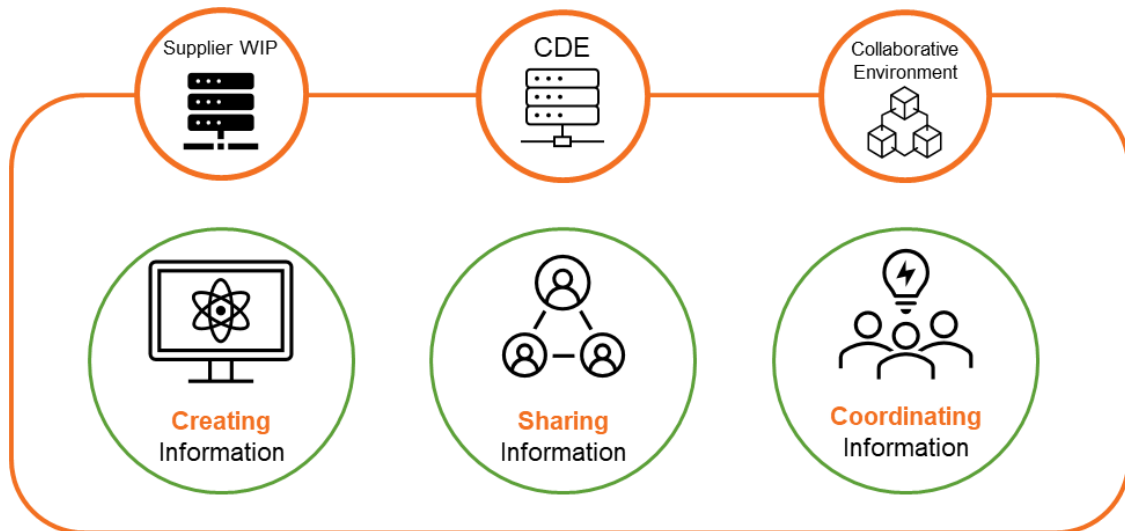 Supplier WIP
CDE
Collaborative
Environment
Creating
Information
Sharing
Information
Coordinating
Information